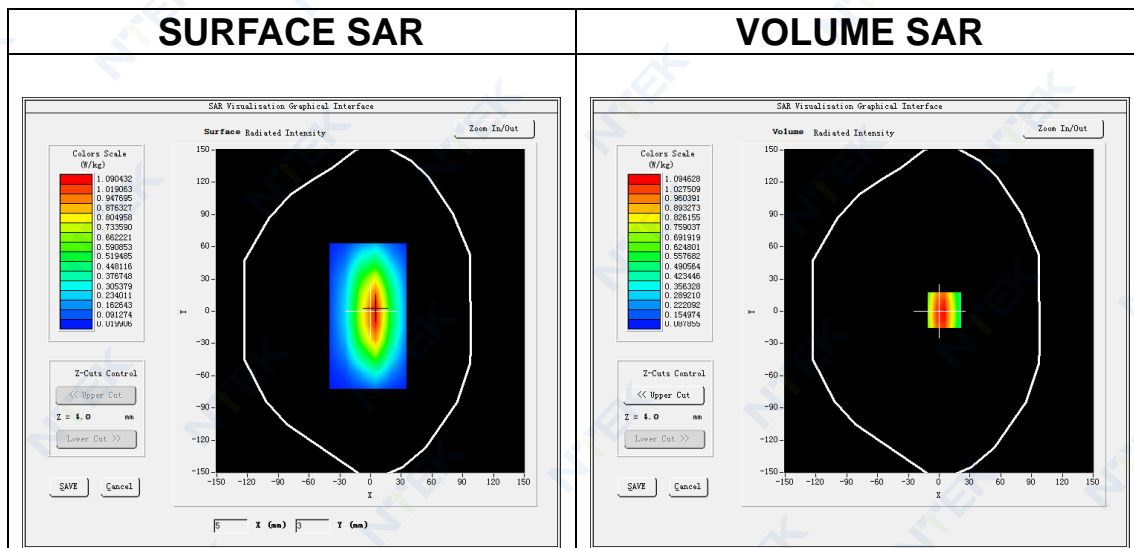 SURFACE SAR
SAR Visualisation Graphical Interface
Surface Radiated Intensity
Zoom In/Out
Colors Scale
(W/kg)
1.090432
1.019063
0.947695
0.876327
0.804958
0.733590
0.662221
0.590853
0.519485
0.448116
0.376748
0.305379
0.234011
0.162643
0.091274
0.019906
Z-Cuts Control
<< Upper Cut
Z = 4.0 mm
Lower Cut >>
SAVE
Cancel
150
120
90
60
30
0
-30
-60
-90
-120
-150
Y
-150 -120 -90 -60 -30 0 30 60 90 120 150
X
5 X (mm) 3 Y (mm)
VOLUME SAR
SAR Visualisation Graphical Interface
Volume Radiated Intensity
Zoom In/Out
Colors Scale
(W/kg)
1.094628
1.027509
0.960391
0.893273
0.826155
0.759037
0.691919
0.624801
0.557682
0.490564
0.423446
0.356328
0.289210
0.222092
0.154974
0.087855
Z-Cuts Control
<< Upper Cut
Z = 4.0 mm
Lower Cut >>
SAVE
Cancel
150
120
90
60
30
0
-30
-60
-90
-120
-150
Y
-150 -120 -90 -60 -30 0 30 60 90 120 150
X
NTEK